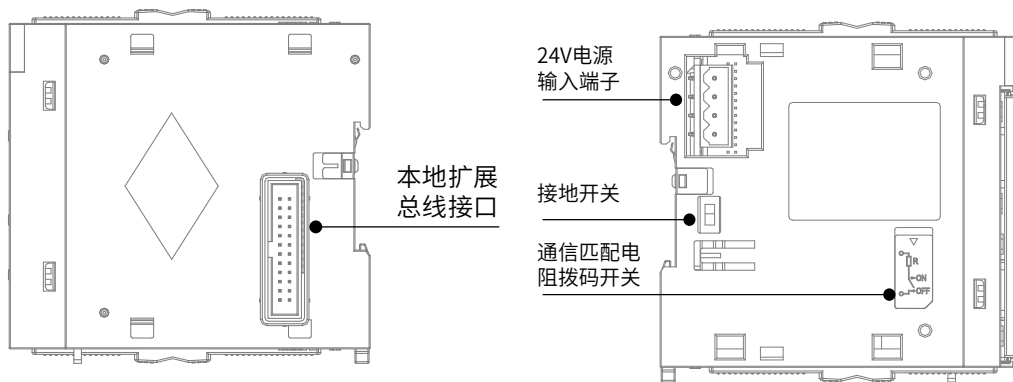 本地扩展
总线接口
24V电源
输入端子
接地开关
通信匹配电
阻拨码开关
R
ON
OFF